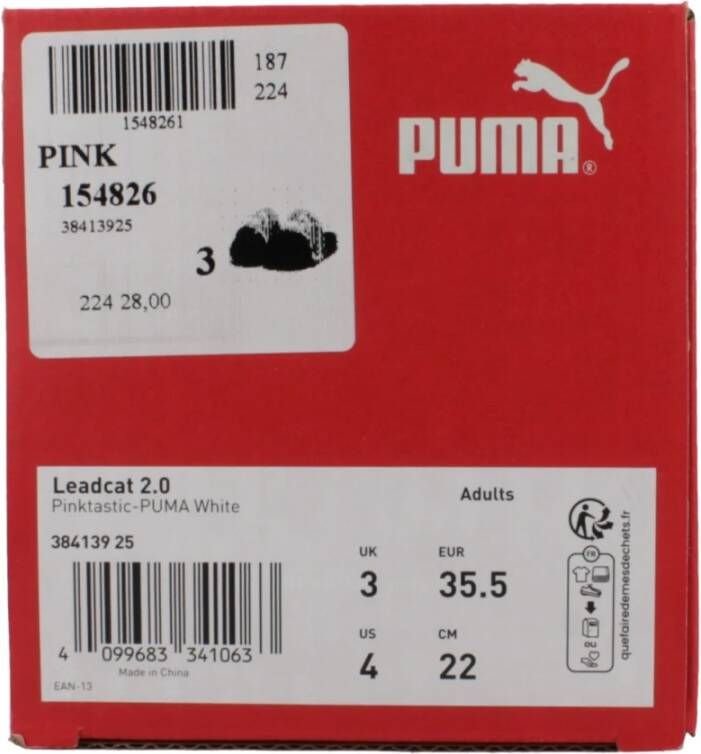 187
224
1548261
PINK
154826
38413925
3
224 28,00
PUMA®
Leadcat 2.0
Pinktastic-PUMA White
Adults
384139 25
UK
3
EUR
35.5
US
4
CM
22
4 099683 341063
Made in China
EAN-13
FR
OU
quefairedemesdechets.fr